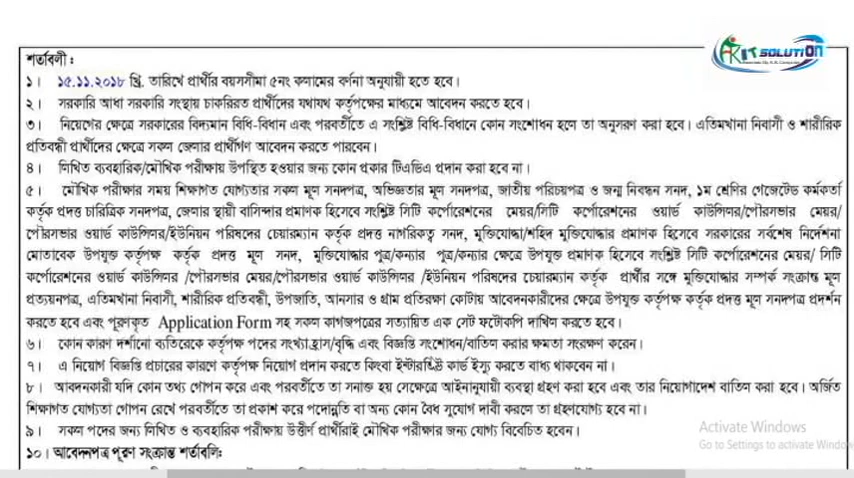 IT SOLUTION
শর্তাবলী :
১। ১৫.১১.২০১৮ খ্রি. তারিখে প্রার্থীর বয়সসীমা ৫নং কলামের বর্ণনা অনুযায়ী হতে হবে।
২। সরকারি আধা সরকারি সংস্থায় চাকরিরত প্রার্থীদের যথাযথ কর্তৃপক্ষের মাধ্যমে আবেদন করতে হবে।
৩। নিয়োগের ক্ষেত্রে সরকারের বিদ্যমান বিধি-বিধান এবং পরবর্তীতে এ সংশ্লিষ্ট বিধি-বিধানে কোন সংশোধন হলে তা অনুসরণ করা হবে। এতিমখানা নিবাসী ও শারীরিক
প্রতিবন্ধী প্রার্থীদের ক্ষেত্রে সকল জেলার প্রার্থীগণ আবেদন করতে পারবেন।
৪। লিখিত ব্যবহারিক/মৌখিক পরীক্ষায় উপস্থিত হওয়ার জন্য কোন প্রকার টিএডিএ প্রদান করা হবে না।
৫। মৌখিক পরীক্ষার সময় শিক্ষাগত যোগ্যতার সকল মূল সনদপত্র, অভিজ্ঞতার মূল সনদপত্র, জাতীয় পরিচয়পত্র ও জন্ম নিবন্ধন সনদ, ১ম শ্রেণির গেজেটেড কর্মকর্তা
কর্তৃক প্রদত্ত চারিত্রিক সনদপত্র, জেলার স্থায়ী বাসিন্দার প্রমাণক হিসেবে সংশ্লিষ্ট সিটি কর্পোরেশনের মেয়র/সিটি কর্পোরেশনের ওয়ার্ড কাউন্সিলর/পৌরসভার মেয়র/
পৌরসভার ওয়ার্ড কাউন্সিলর/ইউনিয়ন পরিষদের চেয়ারম্যান কর্তৃক প্রদত্ত নাগরিকত্ব সনদ, মুক্তিযোদ্ধা/শহিদ মুক্তিযোদ্ধার প্রমাণক হিসেবে সরকারের সর্বশেষ নির্দেশনা
মোতাবেক উপযুক্ত কর্তৃপক্ষ কর্তৃক প্রদত্ত মূল সনদ, মুক্তিযোদ্ধার পুত্র/কন্যার পুত্র/কন্যার ক্ষেত্রে উপযুক্ত প্রমাণক হিসেবে সংশ্লিষ্ট সিটি কর্পোরেশনের মেয়র/ সিটি
কর্পোরেশনের ওয়ার্ড কাউন্সিলর /পৌরসভার মেয়র/পৌরসভার ওয়ার্ড কাউন্সিলর /ইউনিয়ন পরিষদের চেয়ারম্যান কর্তৃক প্রার্থীর সঙ্গে মুক্তিযোদ্ধার সম্পর্ক সংক্রান্ত মূল
প্রত্যয়নপত্র, এতিমখানা নিবাসী, শারীরিক প্রতিবন্ধী, উপজাতি, আনসার ও গ্রাম প্রতিরক্ষা কোটায় আবেদনকারীদের ক্ষেত্রে উপযুক্ত কর্তৃপক্ষ কর্তৃক প্রদত্ত মূল সনদপত্র প্রদর্শন
করতে হবে এবং পূরণকৃত Application Form সহ সকল কাগজপত্রের সত্যায়িত এক সেট ফটোকপি দাখিল করতে হবে।
৬। কোন কারণ দর্শানো ব্যতিরেকে কর্তৃপক্ষ পদের সংখ্যা হ্রাস/বৃদ্ধি এবং বিজ্ঞপ্তি সংশোধন/বাতিল করার ক্ষমতা সংরক্ষণ করেন।
৭। এ নিয়োগ বিজ্ঞপ্তি প্রচারের কারণে কর্তৃপক্ষ নিয়োগ প্রদান করতে কিংবা ইন্টারভিউ কার্ড ইস্যু করতে বাধ্য থাকবেন না।
৮। আবেদনকারী যদি কোন তথ্য গোপন করে এবং পরবর্তীতে তা সনাক্ত হয় সেক্ষেত্রে আইনানুযায়ী ব্যবস্থা গ্রহণ করা হবে এবং তার নিয়োগাদেশ বাতিল করা হবে। অর্জিত
শিক্ষাগত যোগ্যতা গোপন রেখে পরবর্তীতে তা প্রকাশ করে পদোন্নতি বা অন্য কোন বৈধ সুযোগ দাবী করলে তা গ্রহণযোগ্য হবে না।
৯। সকল পদের জন্য লিখিত ও ব্যবহারিক পরীক্ষায় উত্তীর্ণ প্রার্থীরাই মৌখিক পরীক্ষার জন্য যোগ্য বিবেচিত হবেন।
১০। আবেদনপত্র পূরণ সংক্রান্ত শর্তাবলি:
Activate Windows
Go to Settings to activate Window